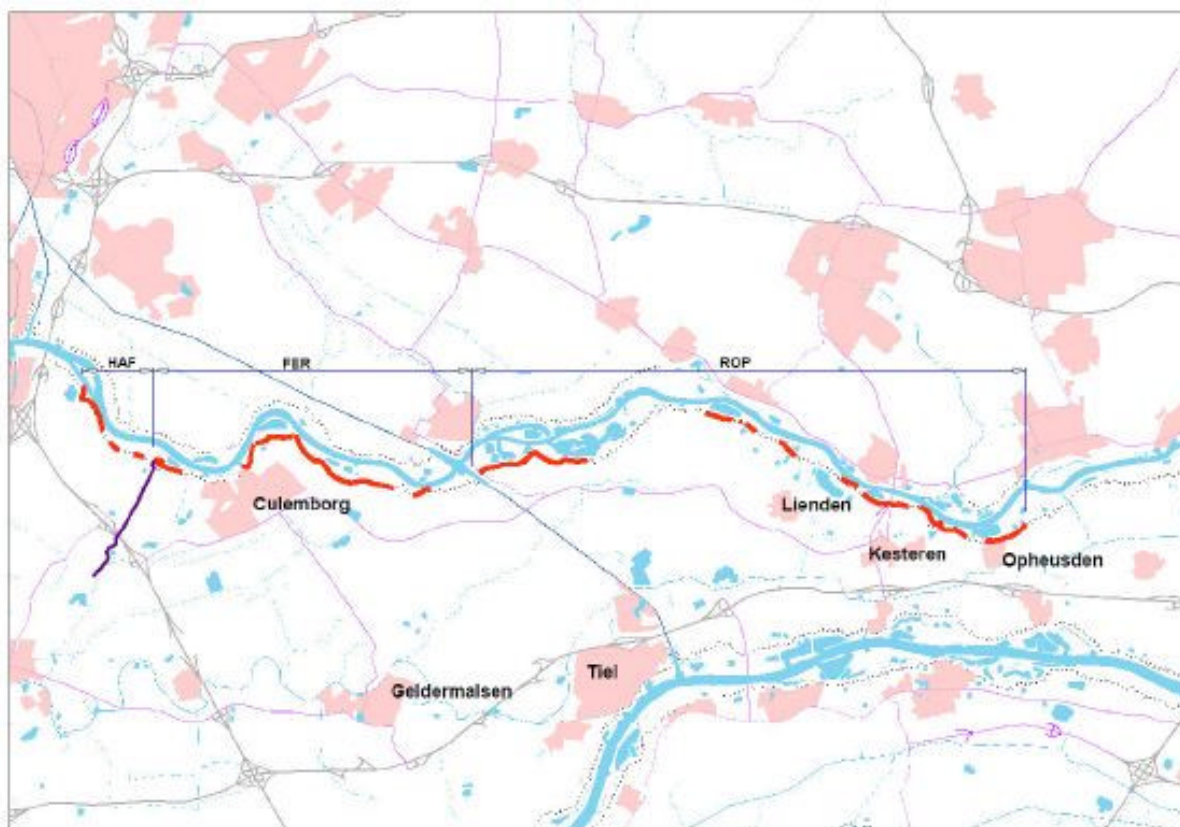 HAF FER ROP
Culemborg
Lienden
Kesteren
Opheusden
Tiel
Geldermalsen